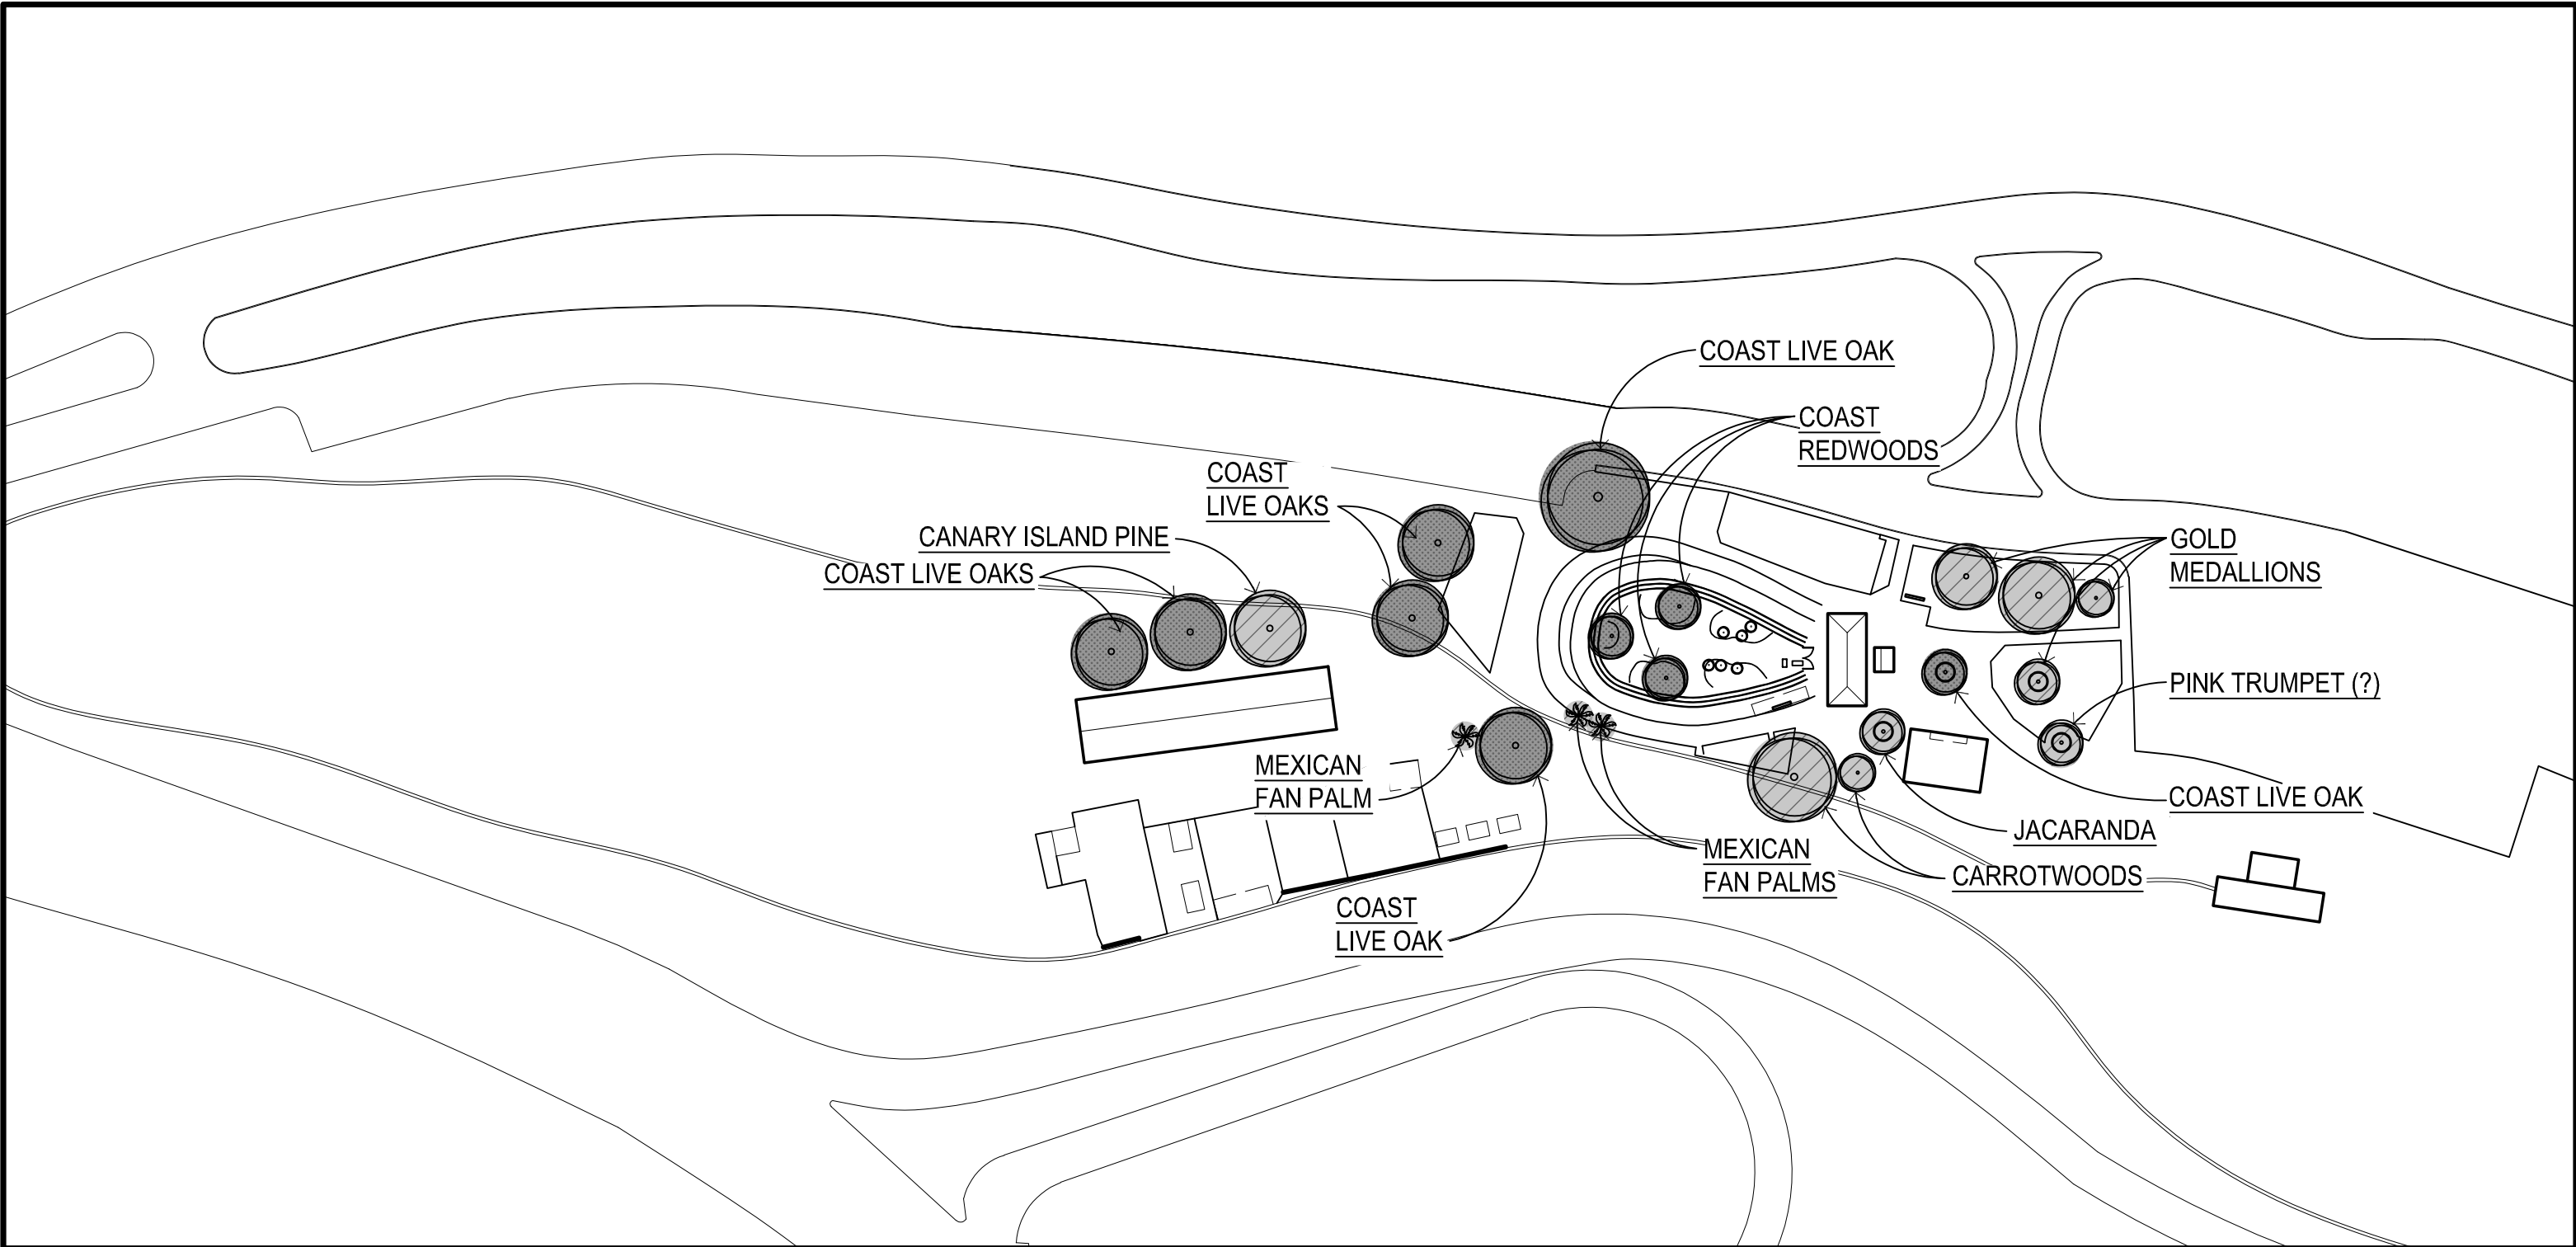 COAST LIVE OAK
COAST
REDWOODS
COAST
LIVE OAKS
CANARY ISLAND PINE
COAST LIVE OAKS
GOLD
MEDALLIONS
PINK TRUMPET (?)
MEXICAN
FAN PALM
COAST LIVE OAK
JACARANDA
MEXICAN
FAN PALMS
CARROTWOODS
COAST
LIVE OAK